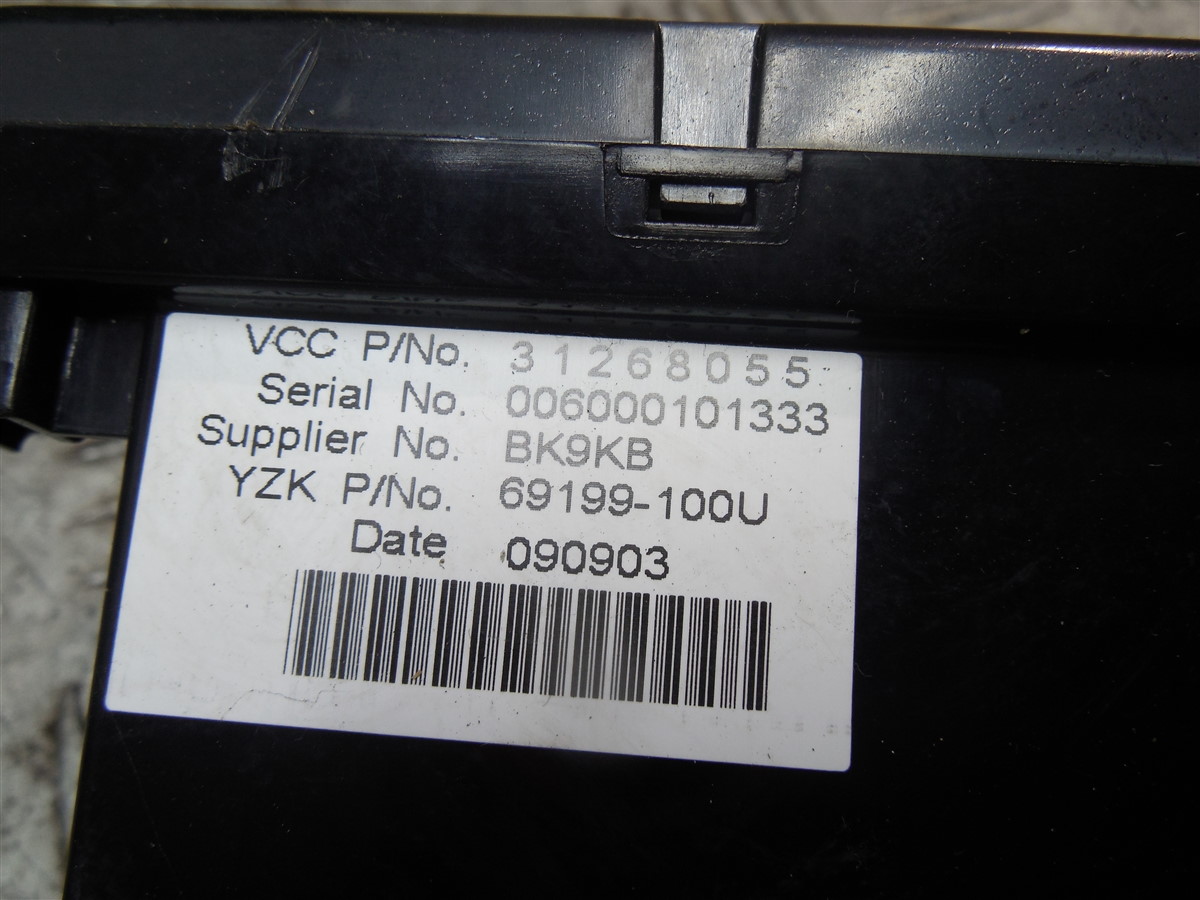 VCC P/No. 31268055
Serial No. 006000101333
Supplier No. BK9KB
YZK P/No. 69199-100U
Date 090903